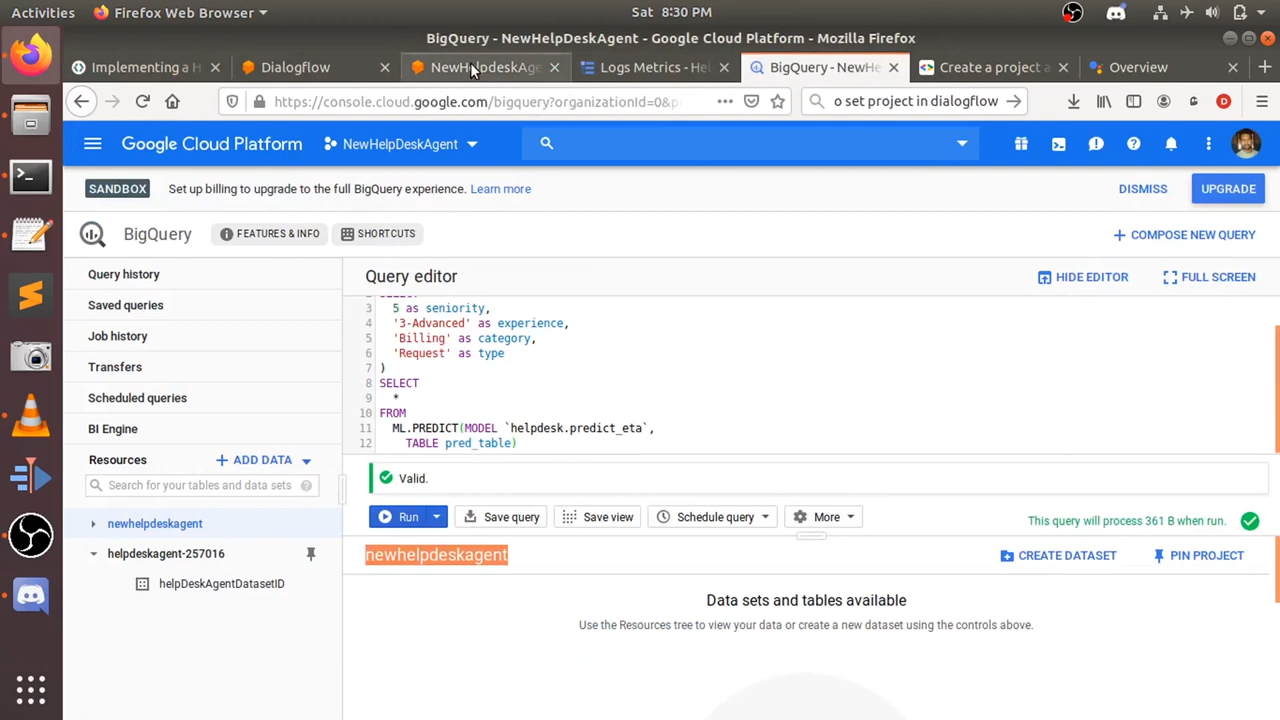 Activities Firefox Web Browser Sat 8:30 PM
BigQuery - NewHelpDeskAgent - Google Cloud Platform - Mozilla Firefox
Implementing a H Dialogflow NewHelpdeskAge Logs Metrics - Hel BigQuery - NewHe Create a project a Overview
https://console.cloud.google.com/bigquery?organizationId=0&p o set project in dialogflow
Google Cloud Platform NewHelpDeskAgent
SANDBOX Set up billing to upgrade to the full BigQuery experience. Learn more DISMISS UPGRADE
BigQuery FEATURES & INFO SHORTCUTS + COMPOSE NEW QUERY
Query history
Saved queries
Job history
Transfers
Scheduled queries
BI Engine
Resources + ADD DATA
Search for your tables and data sets
newhelpdeskagent
helpdeskagent-257016
helpDeskAgentDatasetID
Query editor HIDE EDITOR FULL SCREEN
2 SELECT
3 5 as seniority,
4 '3-Advanced' as experience,
5 'Billing' as category,
6 'Request' as type
7 )
8 SELECT
9 *
10 FROM
11 ML.PREDICT(MODEL `helpdesk.predict_eta`,
12 TABLE pred_table)
Valid.
Run Save query Save view Schedule query More This query will process 361 B when run.
newhelpdeskagent CREATE DATASET PIN PROJECT
Data sets and tables available
Use the Resources tree to view your data or create a new dataset using the controls above.